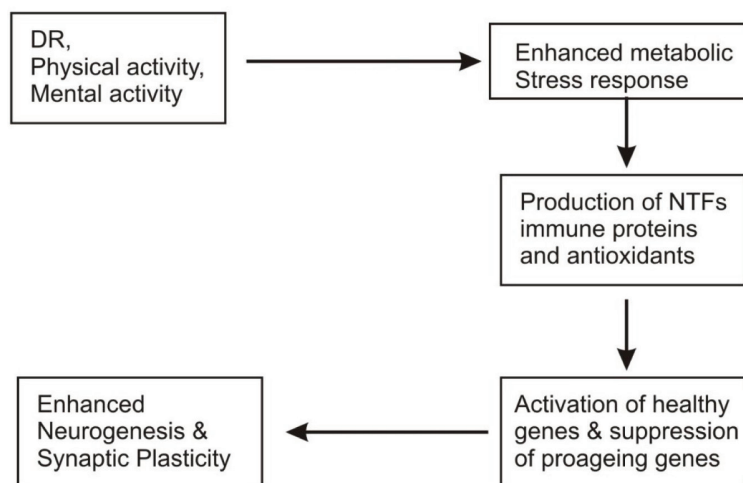 DR,
Physical activity,
Mental activity
Enhanced metabolic
Stress response
Production of NTFs
immune proteins
and antioxidants
Activation of healthy
genes & suppression
of proageing genes
Enhanced
Neurogenesis &
Synaptic Plasticity